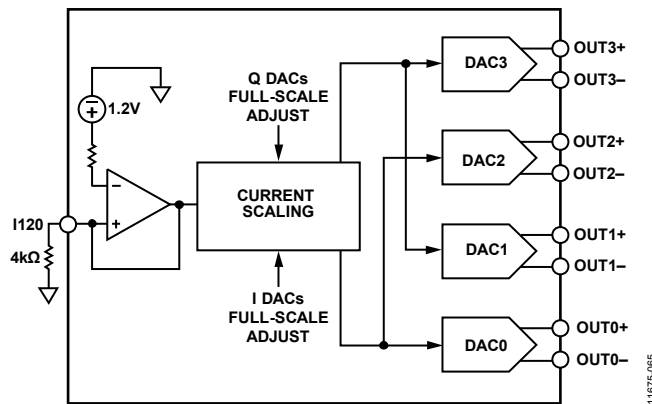 1.2V
Q DACs
FULL-SCALE
ADJUST
–
+
I120
4kΩ
CURRENT
SCALING
I DACs
FULL-SCALE
ADJUST
DAC3
OUT3+
OUT3–
DAC2
OUT2+
OUT2–
DAC1
OUT1+
OUT1–
DAC0
OUT0+
OUT0–
11675-065